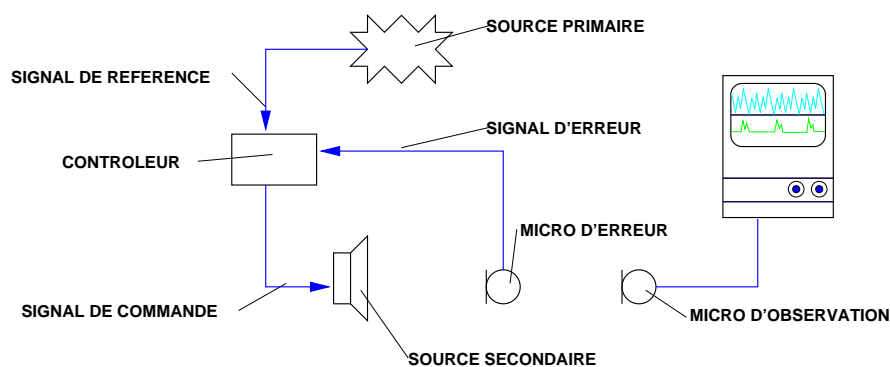 SOURCE PRIMAIRE
SIGNAL DE REFERENCE
SIGNAL D'ERREUR
CONTROLEUR
MICRO D'ERREUR
SIGNAL DE COMMANDE
MICRO D'OBSERVATION
SOURCE SECONDAIRE